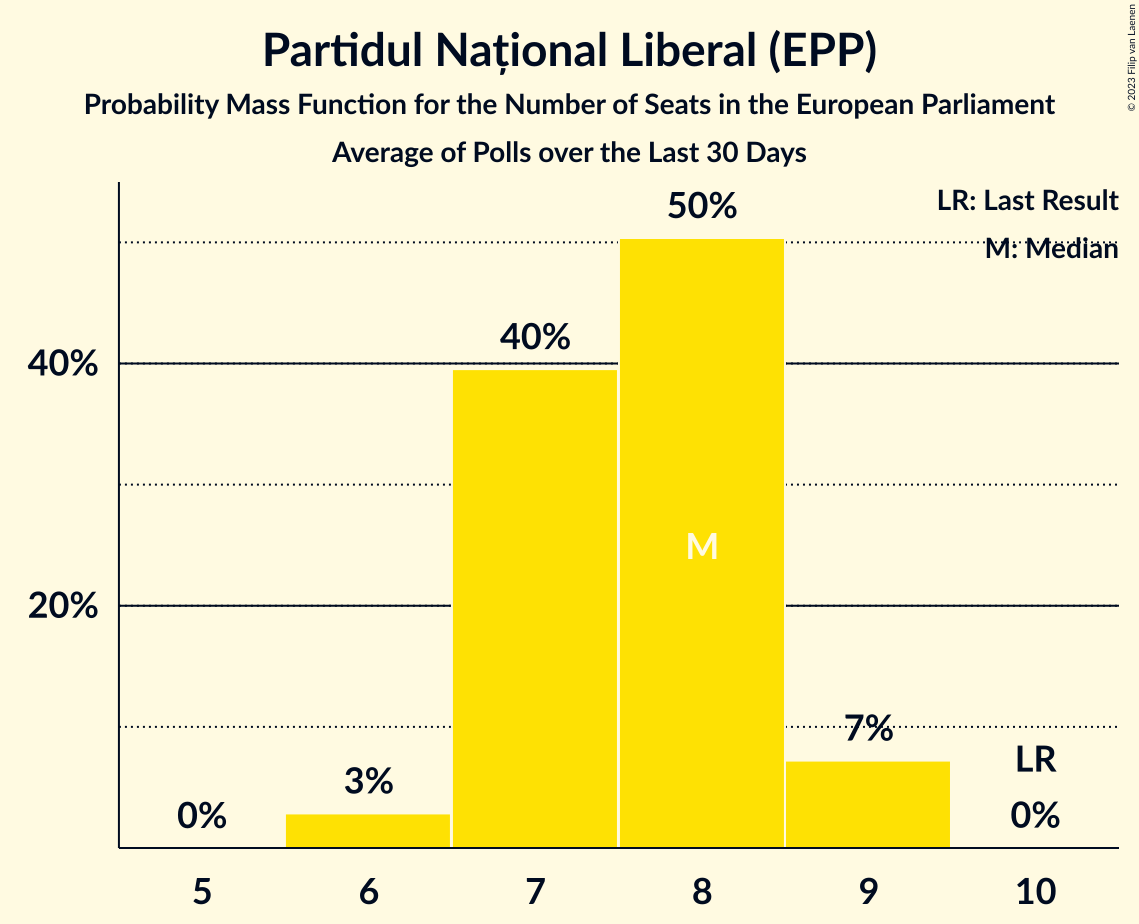 Partidul Național Liberal (EPP)
Probability Mass Function for the Number of Seats in the European Parliament
Average of Polls over the Last 30 Days
© 2023 Filip van Laenen
LR: Last Result
M: Median
50%
40%
40%
M
20%
7%
LR
3%
0%
0%
5 6 7 8 9 10